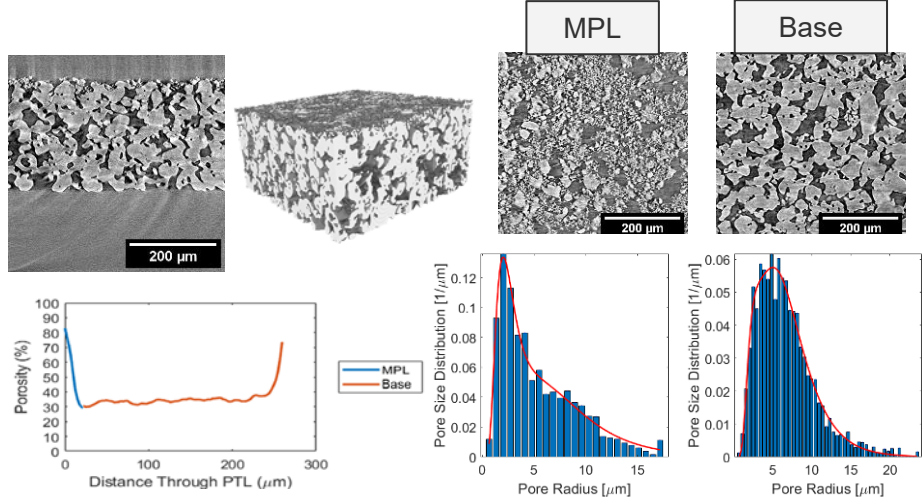 MPL
Base
200 µm
200 µm
200 µm
100
90
80
70
60
50
40
30
20
10
0
Porosity (%)
0
100
200
300
Distance Through PTL (µm)
MPL
Base
Pore Size Distribution [1/µm]
0.12
0.1
0.08
0.06
0.04
0.02
0
0
5
10
15
Pore Radius [µm]
Pore Size Distribution [1/µm]
0.06
0.05
0.04
0.03
0.02
0.01
0
5
10
15
20
Pore Radius [µm]